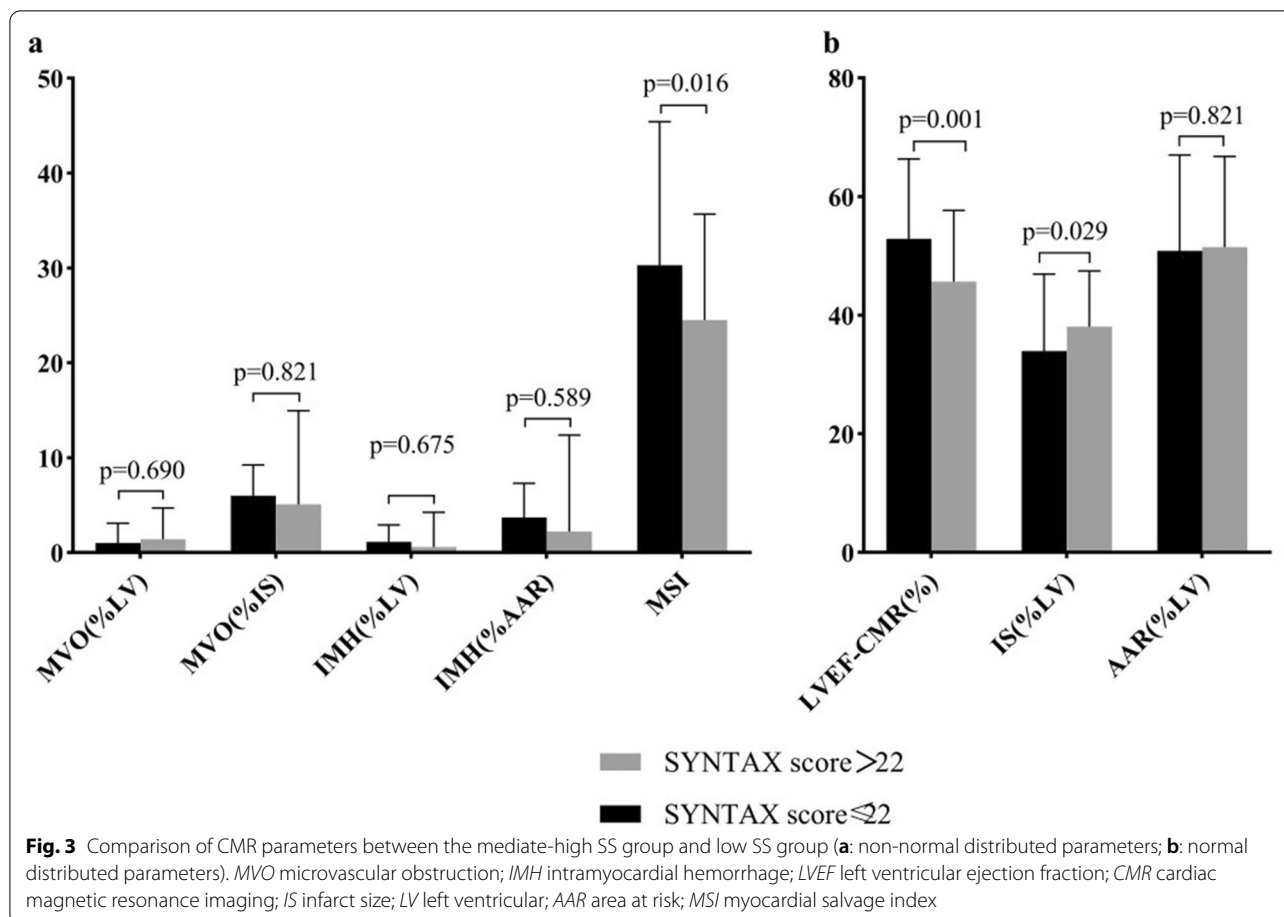 a
50
40
30
20
10
0
p=0.690
p=0.821
p=0.675
p=0.589
p=0.016
MVO(%LV)
MVO(%IS)
IMH(%LV)
IMH(%AAR)
MSI
b
80
60
40
20
0
p=0.001
p=0.029
p=0.821
LVEF-CMR(%)
IS(%LV)
AAR(%LV)
SYNTAX score>22
SYNTAX score≤22
Fig. 3 Comparison of CMR parameters between the mediate-high SS group and low SS group (a: non-normal distributed parameters; b: normal
distributed parameters). MVO microvascular obstruction; IMH intramyocardial hemorrhage; LVEF left ventricular ejection fraction; CMR cardiac
magnetic resonance imaging; IS infarct size; LV left ventricular; AAR area at risk; MSI myocardial salvage index